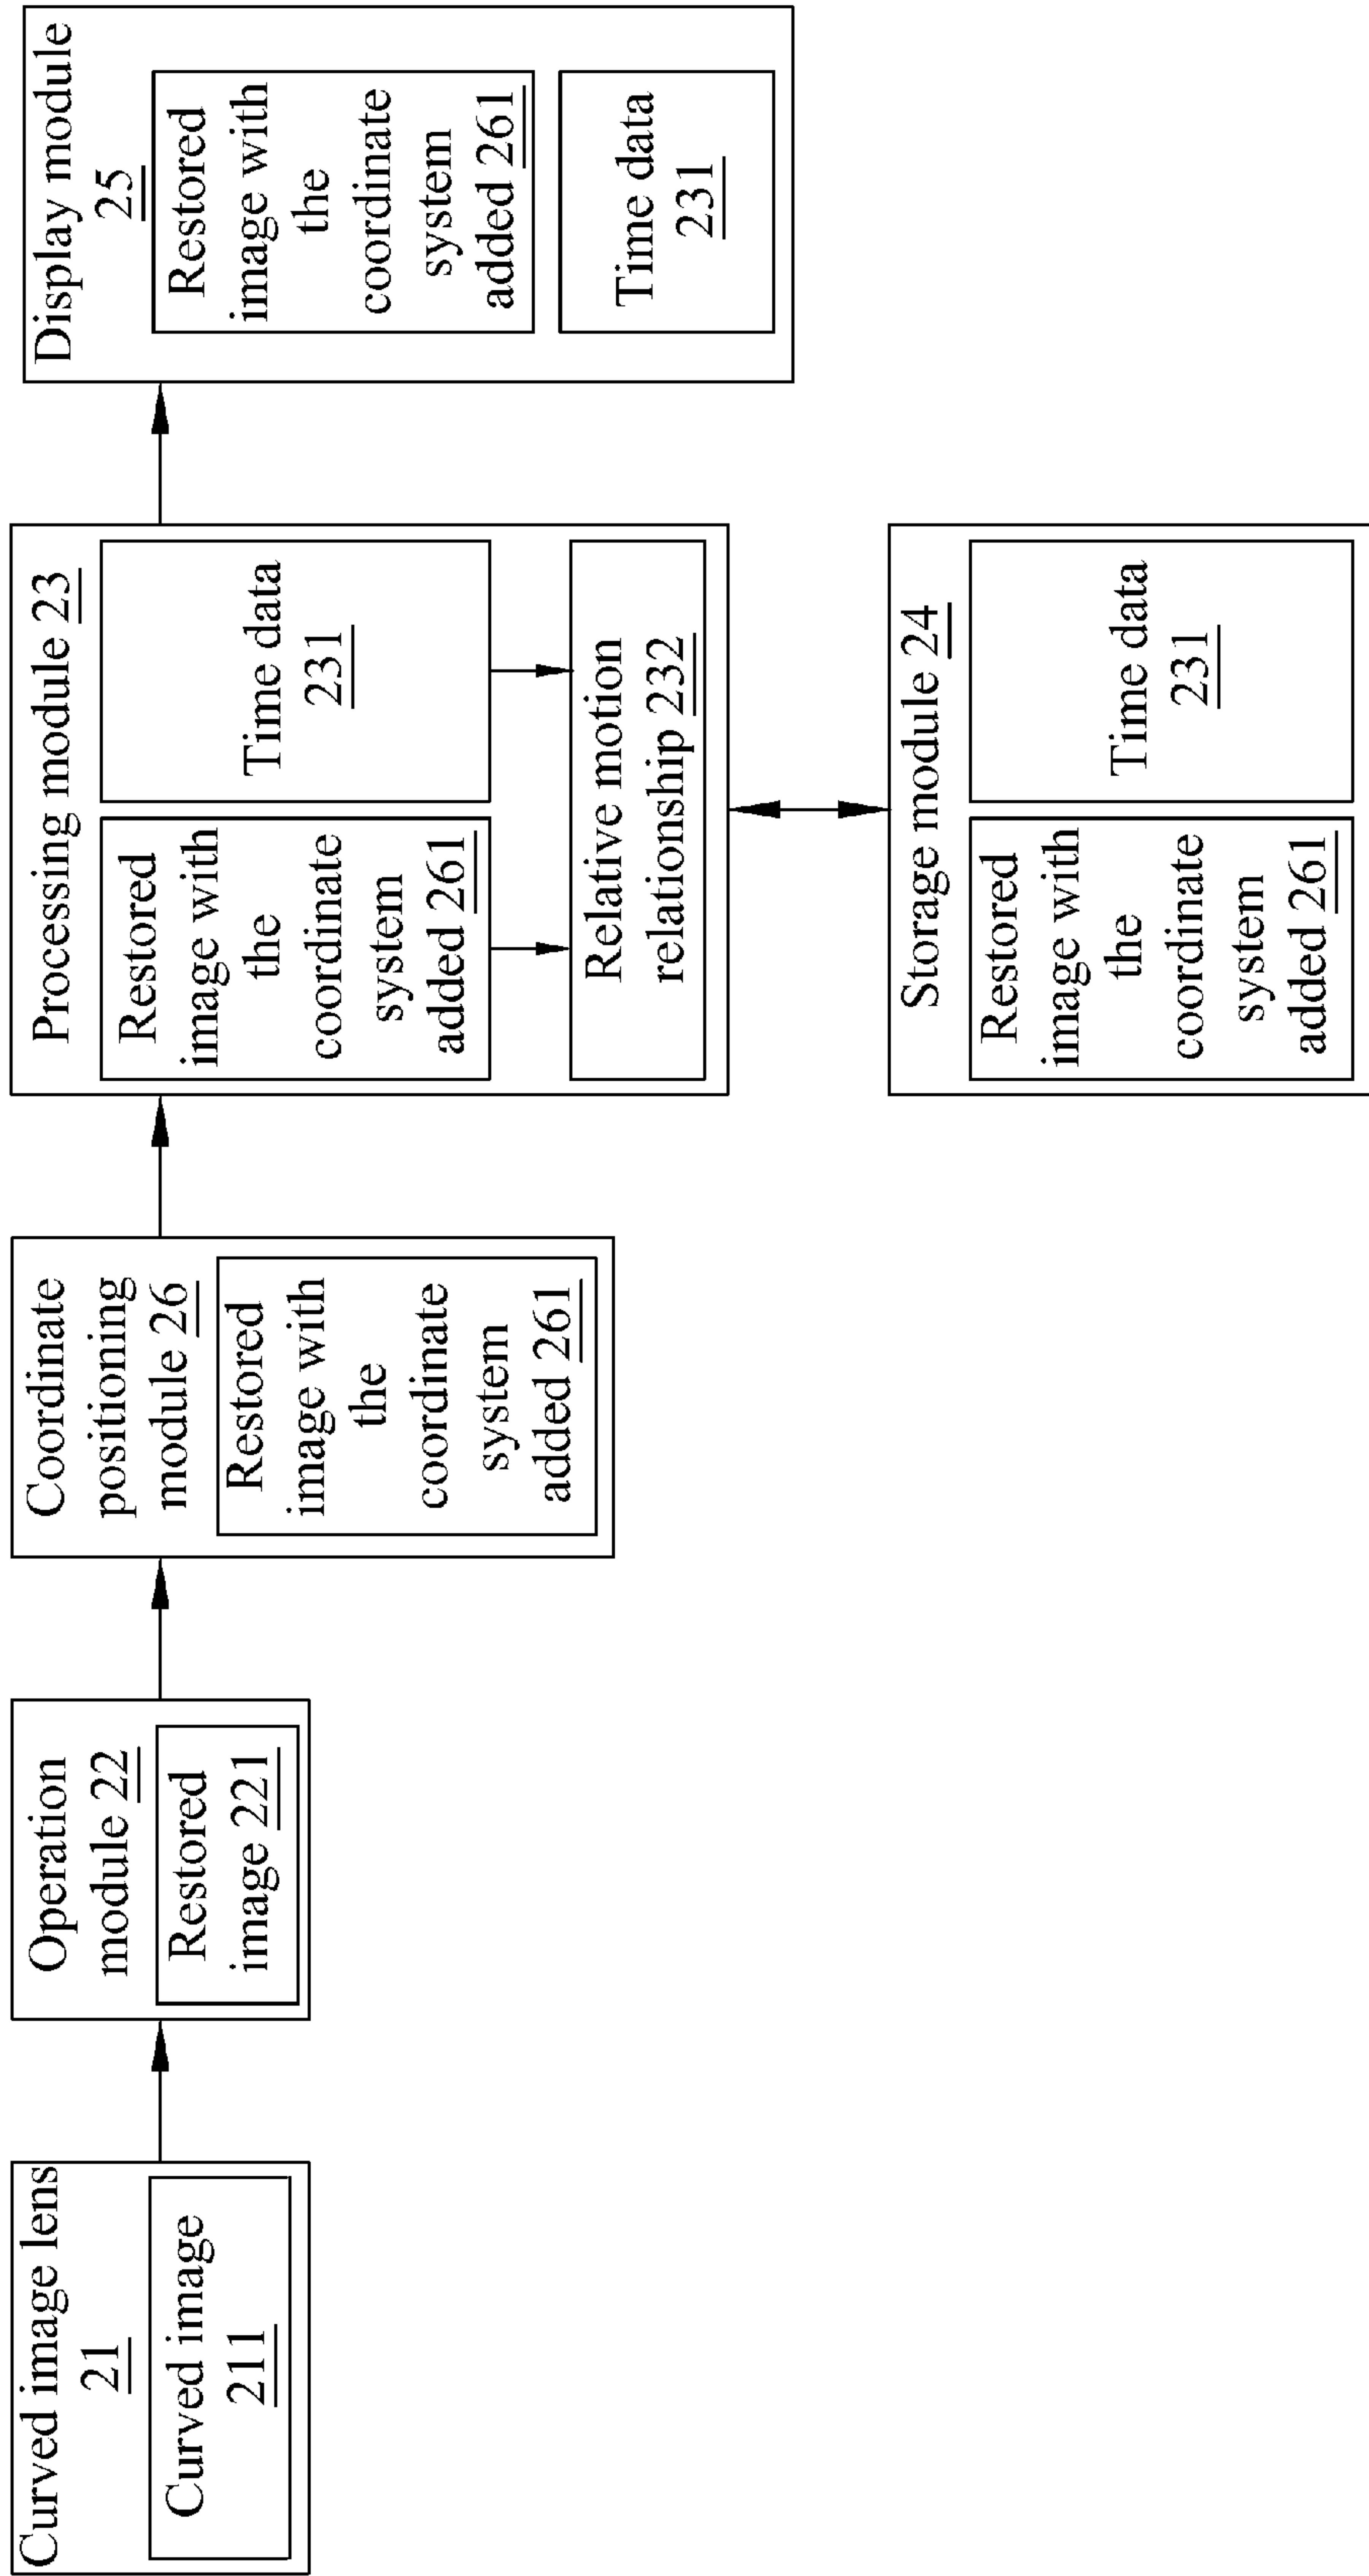 Curved image lens
21
Curved image
211
Operation
module 22
Restored
image 221
Coordinate
positioning
module 26
Restored
image with
the
coordinate
system
added 261
Processing module 23
Restored
image with
the
coordinate
system
added 261
Time data
231
Relative motion
relationship 232
Storage module 24
Restored
image with
the
coordinate
system
added 261
Time data
231
Display module
25
Restored
image with
the
coordinate
system
added 261
Time data
231